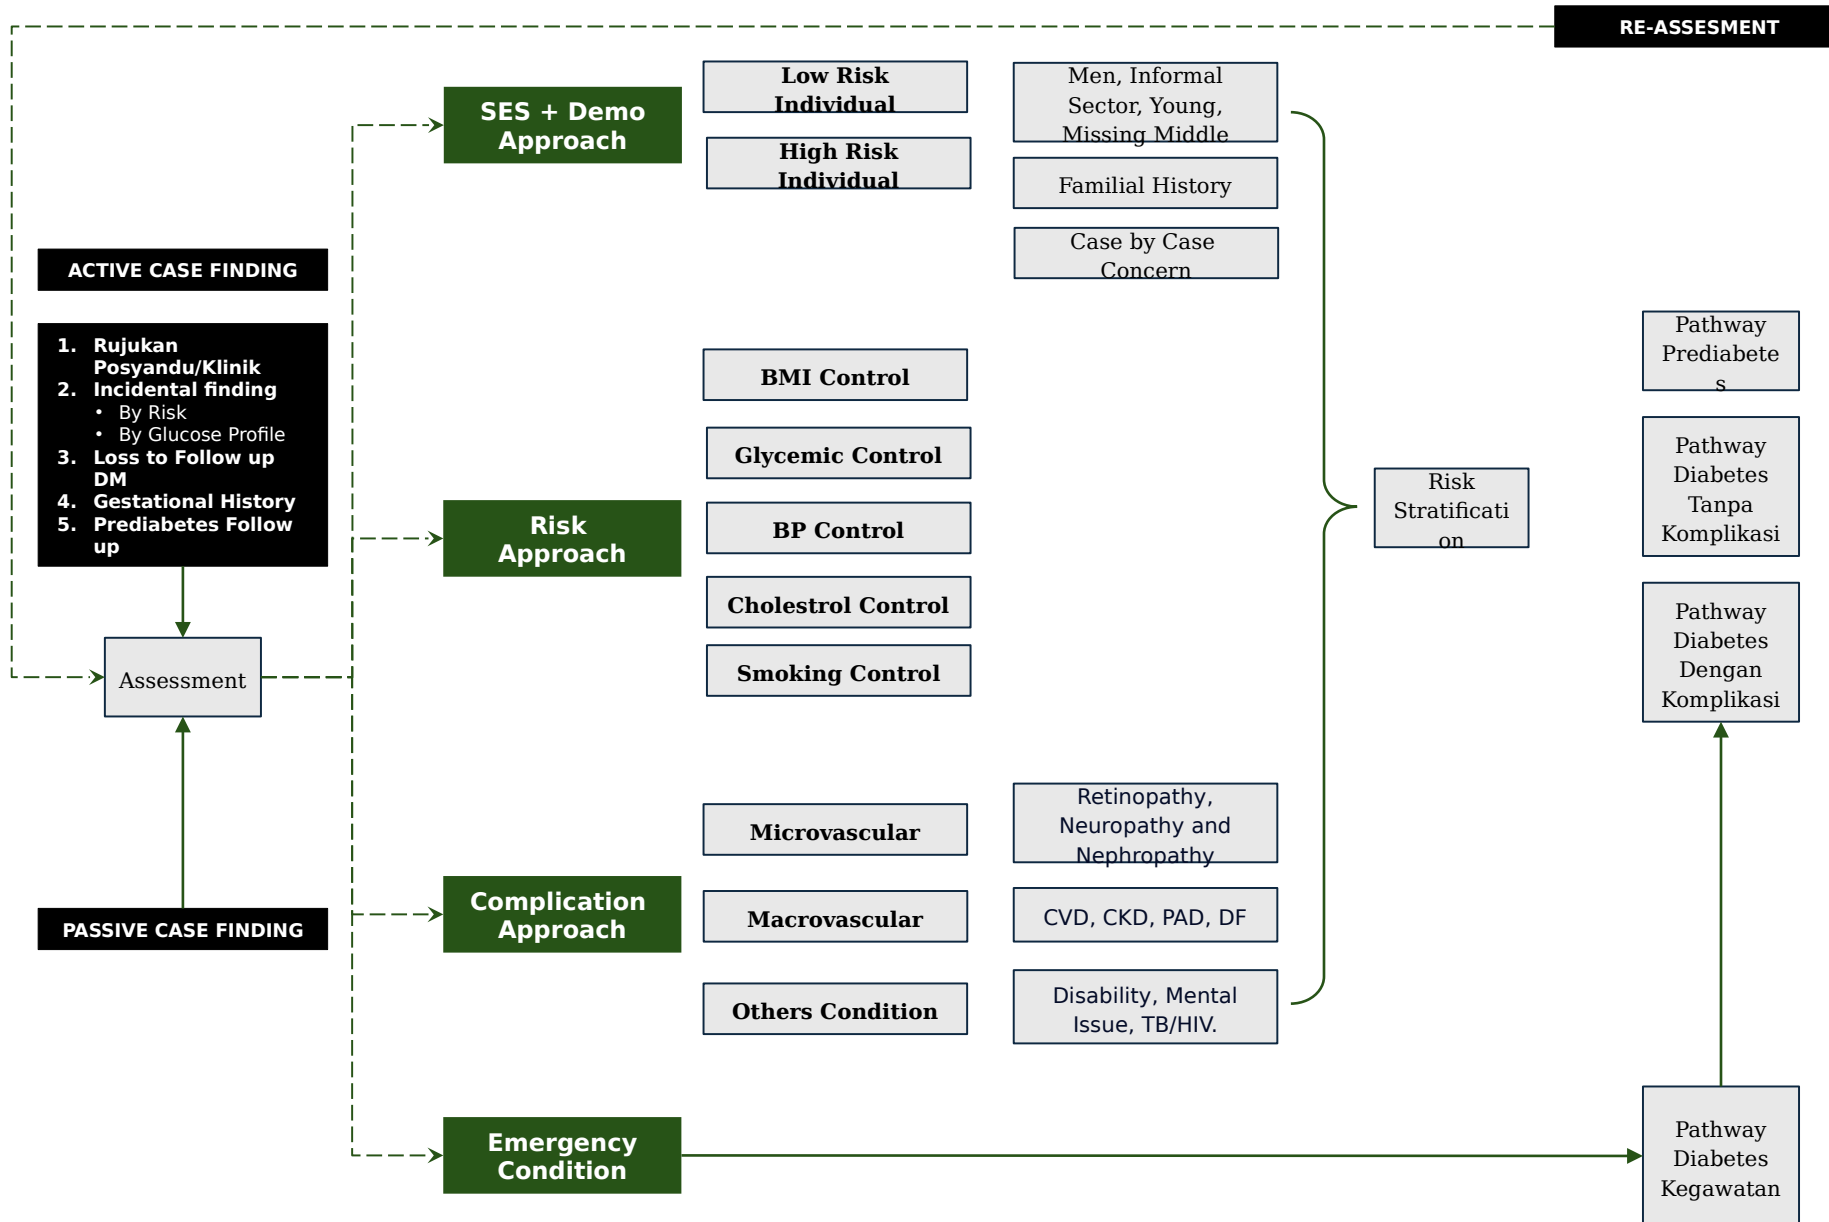 RE-ASSESMENT
SES + Demo
Approach
Low Risk
Individual
High Risk
Individual
Men, Informal
Sector, Young,
Missing Middle
Familial History
Case by Case
Concern
ACTIVE CASE FINDING
1. Rujukan
Posyandu/Klinik
2. Incidental finding
• By Risk
• By Glucose Profile
3. Loss to Follow up
DM
4. Gestational History
5. Prediabetes Follow
up
Assessment
PASSIVE CASE FINDING
Risk
Approach
BMI Control
Glycemic Control
BP Control
Cholestrol Control
Smoking Control
Complication
Approach
Microvascular
Macrovascular
Others Condition
Retinopathy,
Neuropathy and
Nephropathy
CVD, CKD, PAD, DF
Disability, Mental
Issue, TB/HIV.
Emergency
Condition
Risk
Stratificati
on
Pathway
Prediabete
s
Pathway
Diabetes
Tanpa
Komplikasi
Pathway
Diabetes
Dengan
Komplikasi
Pathway
Diabetes
Kegawatan